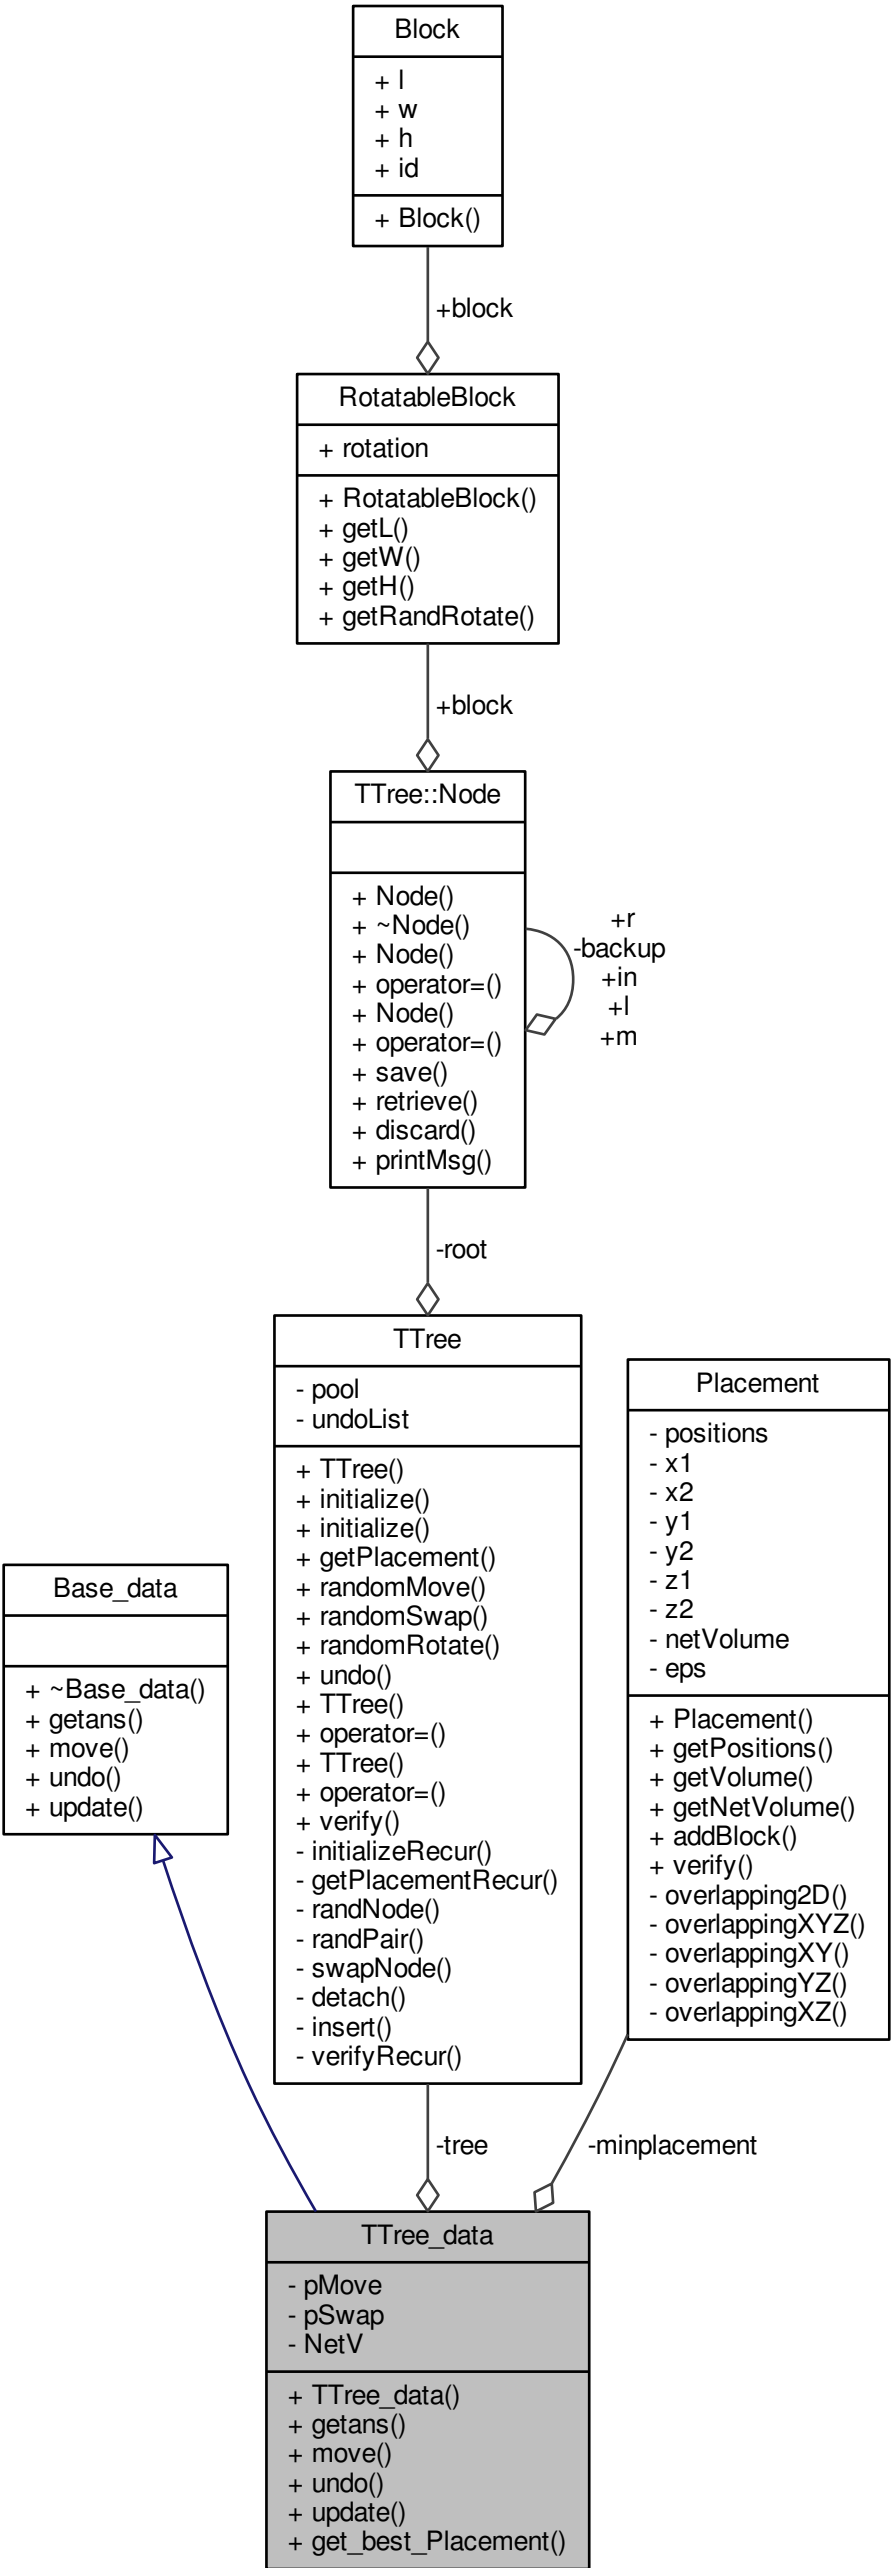 Block
+ l
+ w
+ h
+ id
+ Block()
+block
RotatableBlock
+ rotation
+ RotatableBlock()
+ getL()
+ getW()
+ getH()
+ getRandRotate()
+block
TTree::Node
+ Node()
+ ~Node()
+ Node()
+ operator=()
+ Node()
+ operator=()
+ save()
+ retrieve()
+ discard()
+ printMsg()
+r
-backup
+in
+l
+m
-root
TTree
- pool
- undoList
+ TTree()
+ initialize()
+ initialize()
+ getPlacement()
+ randomMove()
+ randomSwap()
+ randomRotate()
+ undo()
+ TTree()
+ operator=()
+ TTree()
+ operator=()
+ verify()
- initializeRecur()
- getPlacementRecur()
- randNode()
- randPair()
- swapNode()
- detach()
- insert()
- verifyRecur()
Placement
- positions
- x1
- x2
- y1
- y2
- z1
- z2
- netVolume
- eps
+ Placement()
+ getPositions()
+ getVolume()
+ getNetVolume()
+ addBlock()
+ verify()
- overlapping2D()
- overlappingXYZ()
- overlappingXY()
- overlappingYZ()
- overlappingXZ()
Base_data
+ ~Base_data()
+ getans()
+ move()
+ undo()
+ update()
-tree
-minplacement
TTree_data
- pMove
- pSwap
- NetV
+ TTree_data()
+ getans()
+ move()
+ undo()
+ update()
+ get_best_Placement()